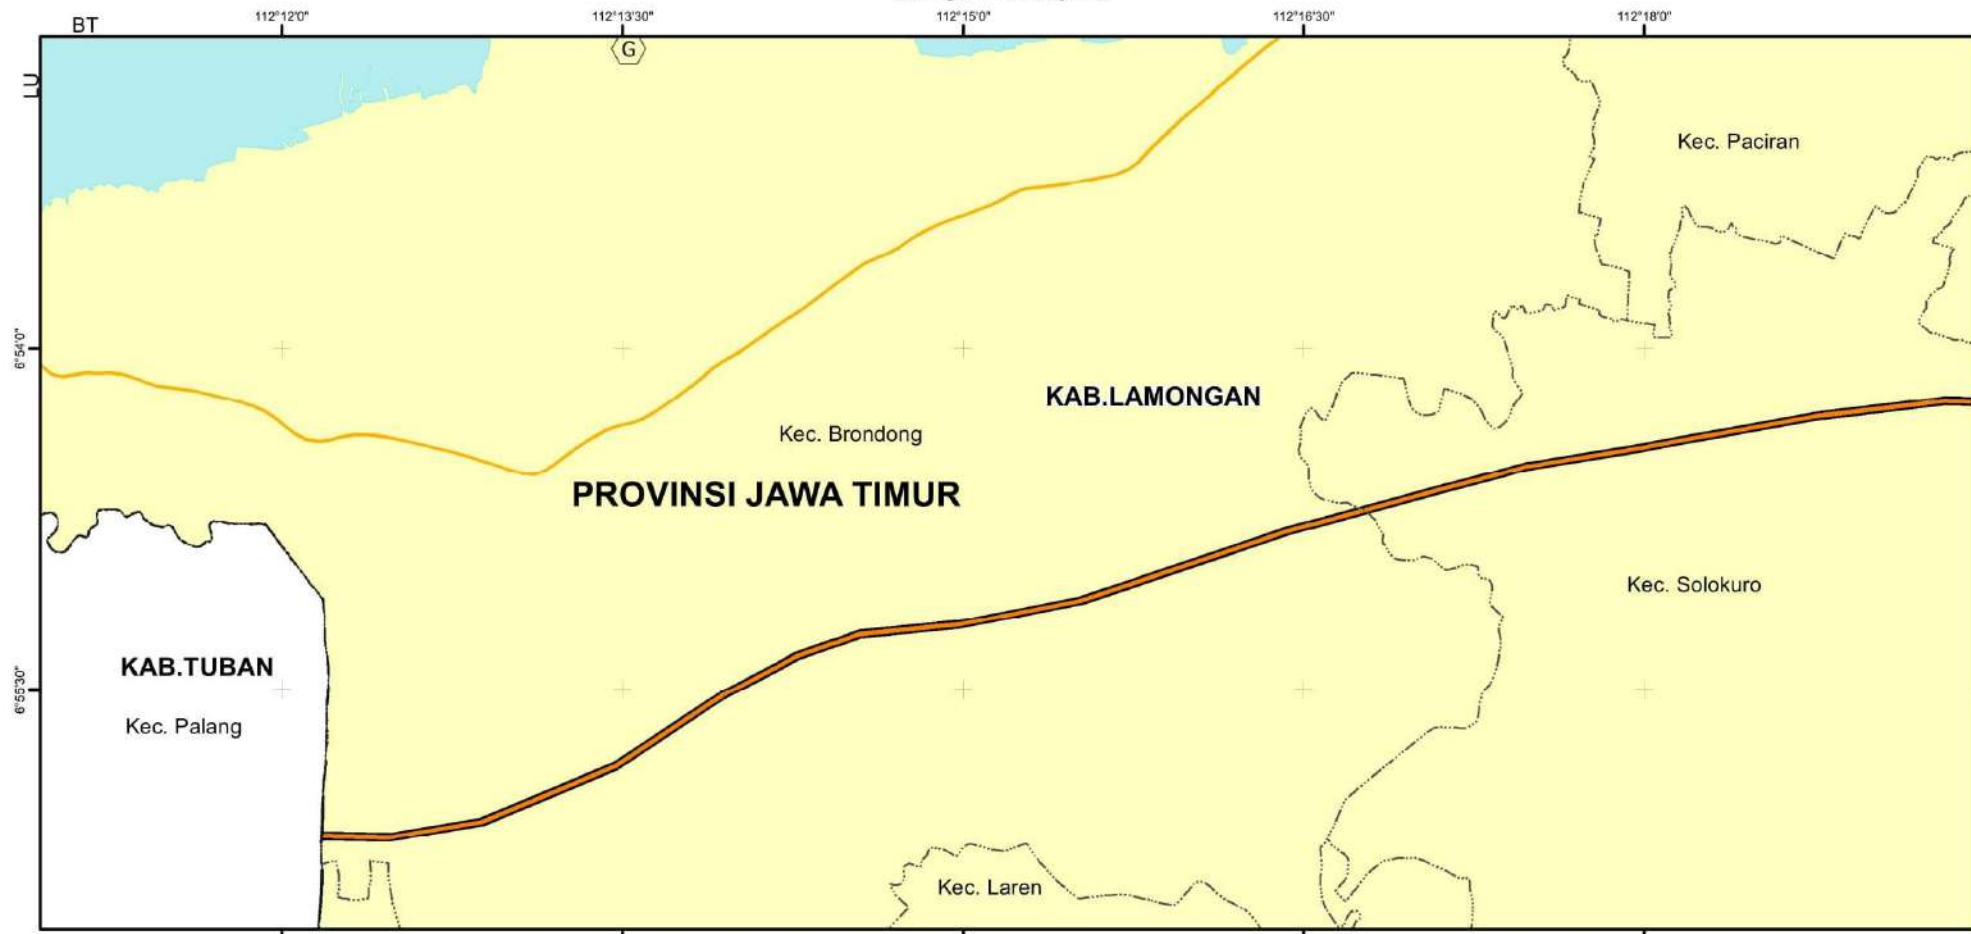 BT
112°12'0"
112°13'30"
112°15'0"
112°16'30"
112°18'0"
LU
G
Kec. Paciran
6°54'0"
KAB.LAMONGAN
Kec. Brondong
PROVINSI JAWA TIMUR
Kec. Solokuro
KAB.TUBAN
6°55'30"
Kec. Palang
Kec. Laren